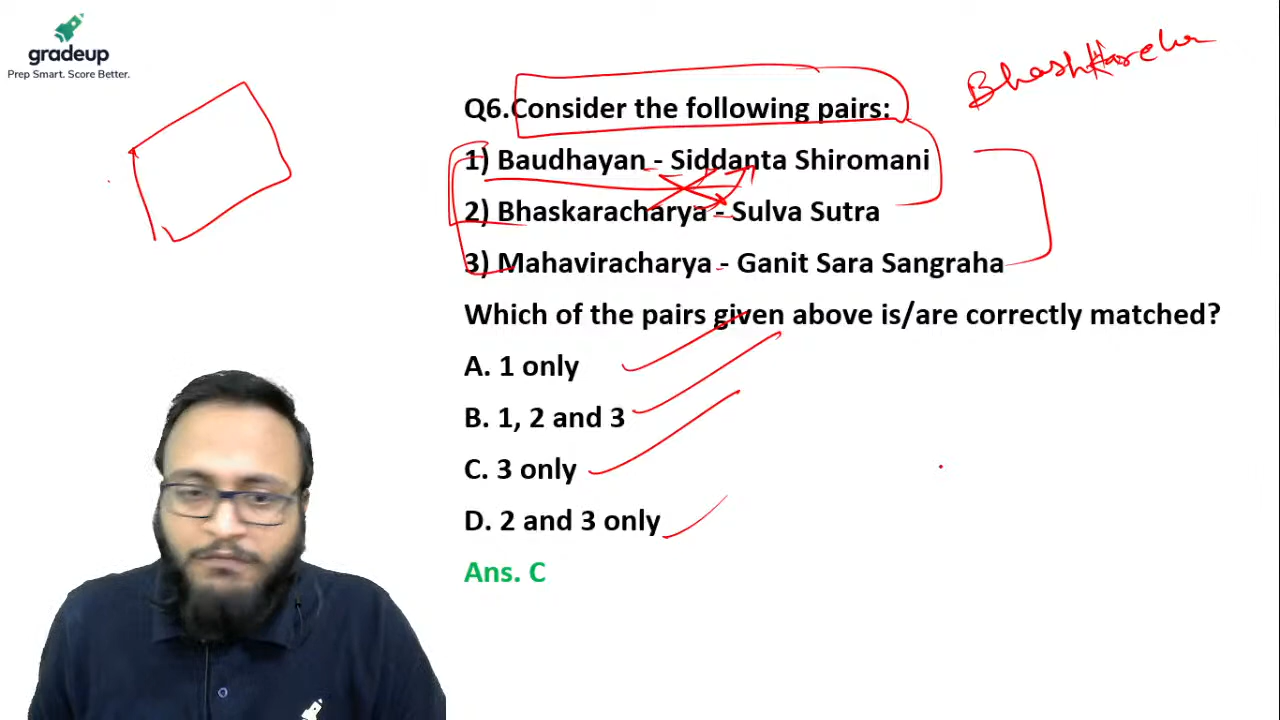 gradeup
Prep Smart. Score Better.
Q6.Consider the following pairs:
1) Baudhayan - Siddanta Shiromani
2) Bhaskaracharya - Sulva Sutra
3) Mahaviracharya - Ganit Sara Sangraha
Which of the pairs given above is/are correctly matched?
A. 1 only
B. 1, 2 and 3
C. 3 only
D. 2 and 3 only
Ans. C